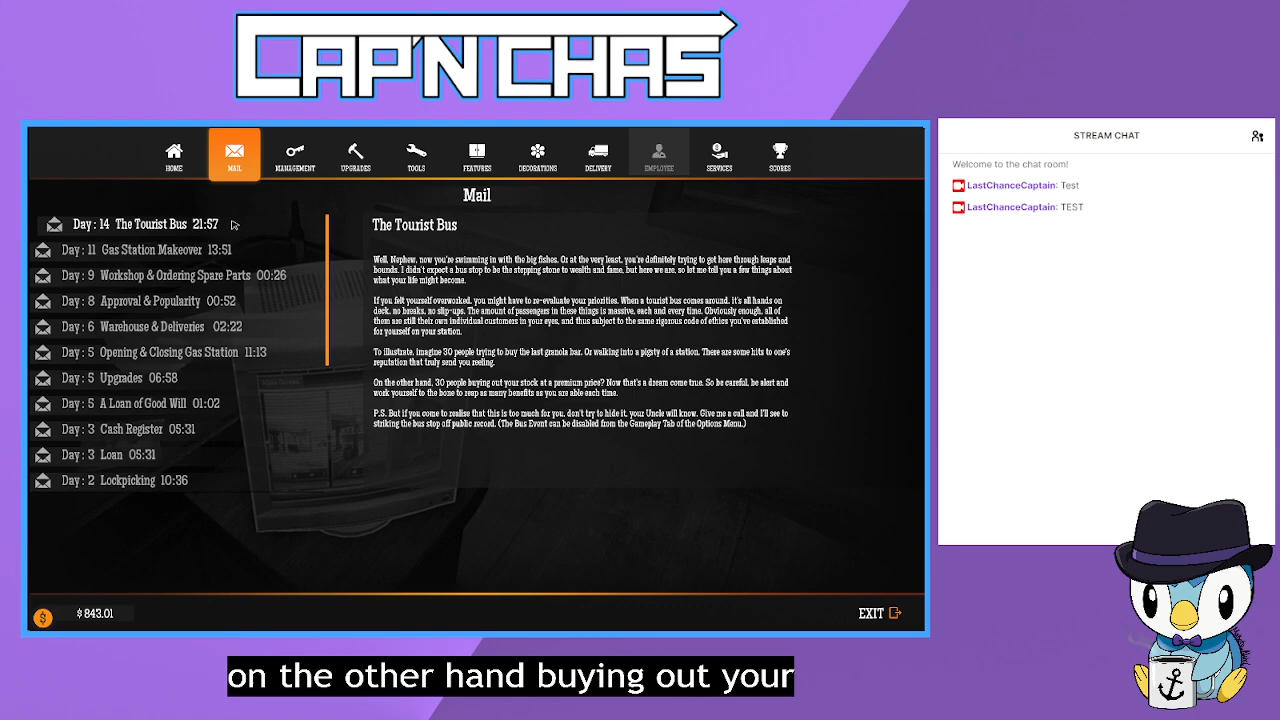 CAP'N CHAS
HOME
MAIL
MANAGEMENT
UPGRADES
TOOLS
FEATURES
DECORATIONS
DELIVERY
EMPLOYEE
SERVICES
SCORES
Mail
Day : 14 The Tourist Bus 21:57
Day : 11 Gas Station Makeover 13:51
Day : 9 Workshop & Ordering Spare Parts 00:26
Day : 8 Approval & Popularity 00:52
Day : 6 Warehouse & Deliveries 02:22
Day : 5 Opening & Closing Gas Station 11:13
Day : 5 Upgrades 06:58
Day : 5 A Loan of Good Will 01:02
Day : 3 Cash Register 05:31
Day : 3 Loan 05:31
Day : 2 Lockpicking 10:36
The Tourist Bus
Well, Nephew, now you're swimming in with the big fishes. Or at the very least, you're definitely trying to get here through leaps and
bounds. I didn't expect a bus stop to be the stepping stone to wealth and fame, but here we are, so let me tell you a few things about
what your life might become.
If you felt yourself overworked, you might have to re-evaluate your priorities. When a tourist bus comes around, it's all hands on
deck, no breaks, no slip-ups. The amount of passengers in these things is massive, each and every time. Obviously enough, all of
them are still their own individual customers in your eyes, and thus subject to the same rigorous code of ethics you've established
for yourself on your station.
To illustrate, imagine 30 people trying to buy the last granola bar. Or walking into a pigsty of a station. There are some hits to one's
reputation that truly send you reeling.
On the other hand, 30 people buying out your stock at a premium price? Now that's a dream come true. So be careful, be alert and
work yourself to the bone to reap as many benefits as you are able each time.
P.S. But if you come to realise that this is too much for you, don't try to hide it, your Uncle will know. Give me a call and I'll see to
striking the bus stop off public record. (The Bus Event can be disabled from the Gameplay Tab of the Options Menu.)
$ 843.01
EXIT
STREAM CHAT
Welcome to the chat room!
LastChanceCaptain: Test
LastChanceCaptain: TEST
on the other hand buying out your